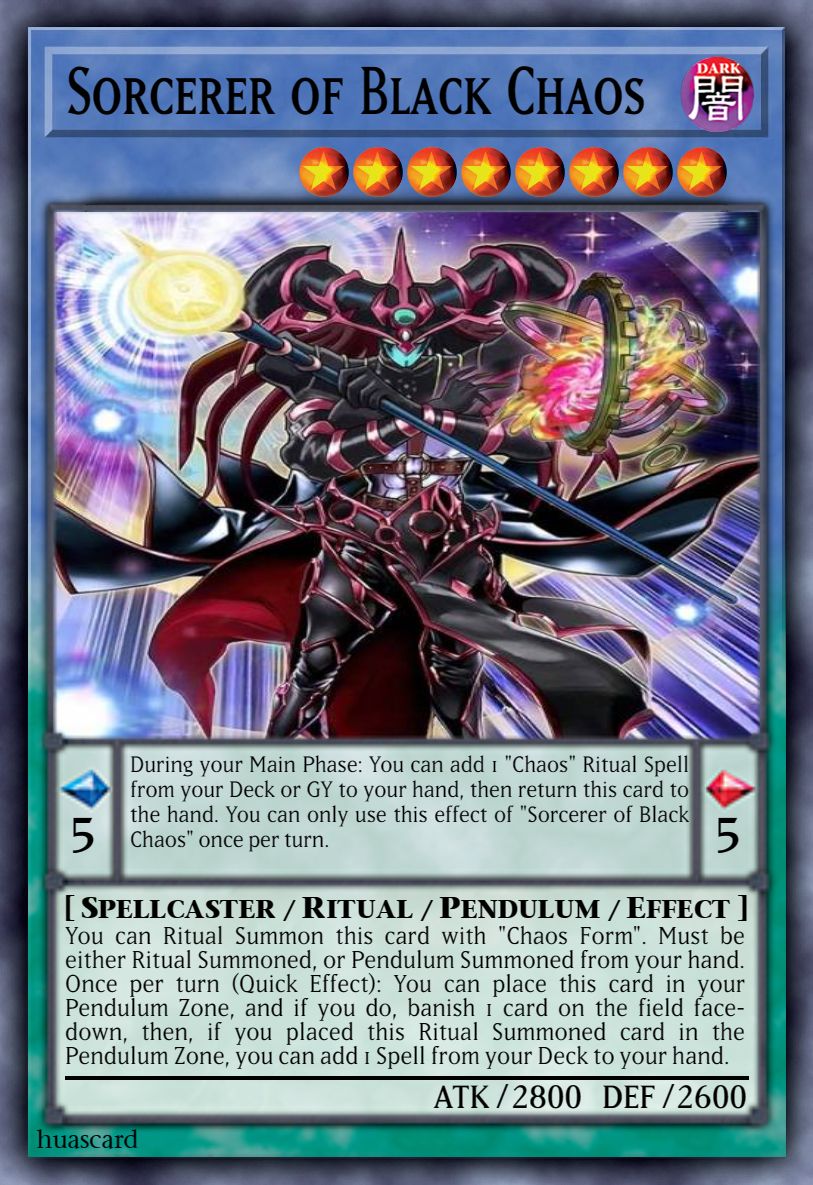 Sorcerer of Black Chaos
DARK
闇
During your Main Phase: You can add 1 "Chaos" Ritual Spell
from your Deck or GY to your hand, then return this card to
the hand. You can only use this effect of "Sorcerer of Black
Chaos" once per turn.
5
5
[ Spellcaster / Ritual / Pendulum / Effect ]
You can Ritual Summon this card with "Chaos Form". Must be
either Ritual Summoned, or Pendulum Summoned from your hand.
Once per turn (Quick Effect): You can place this card in your
Pendulum Zone, and if you do, banish 1 card on the field face-
down, then, if you placed this Ritual Summoned card in the
Pendulum Zone, you can add 1 Spell from your Deck to your hand.
ATK / 2800 DEF / 2600
huascard